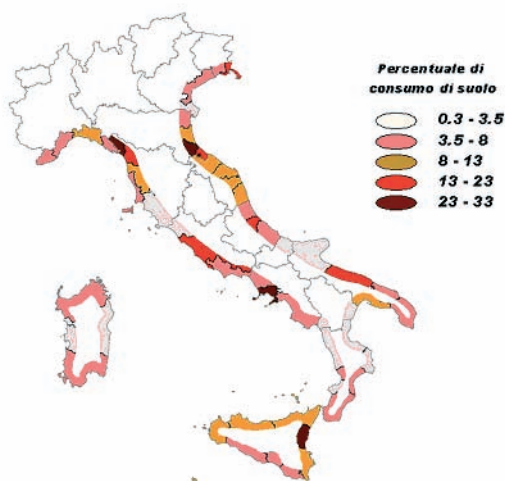 Percentuale di
consumo di suolo
0.3 - 3.5
3.5 - 8
8 - 13
13 - 23
23 - 33